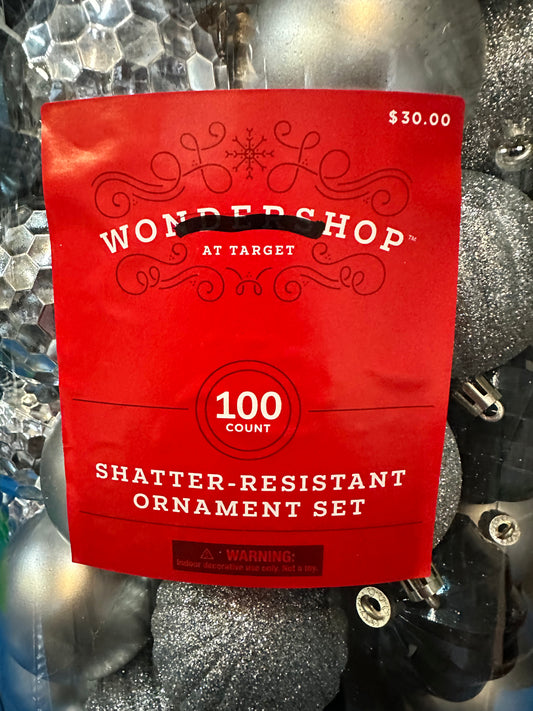 $30.00
WONDERSHOP™
AT TARGET
100
COUNT
SHATTER-RESISTANT
ORNAMENT SET
⚠ WARNING:
Indoor decorative use only. Not a toy.